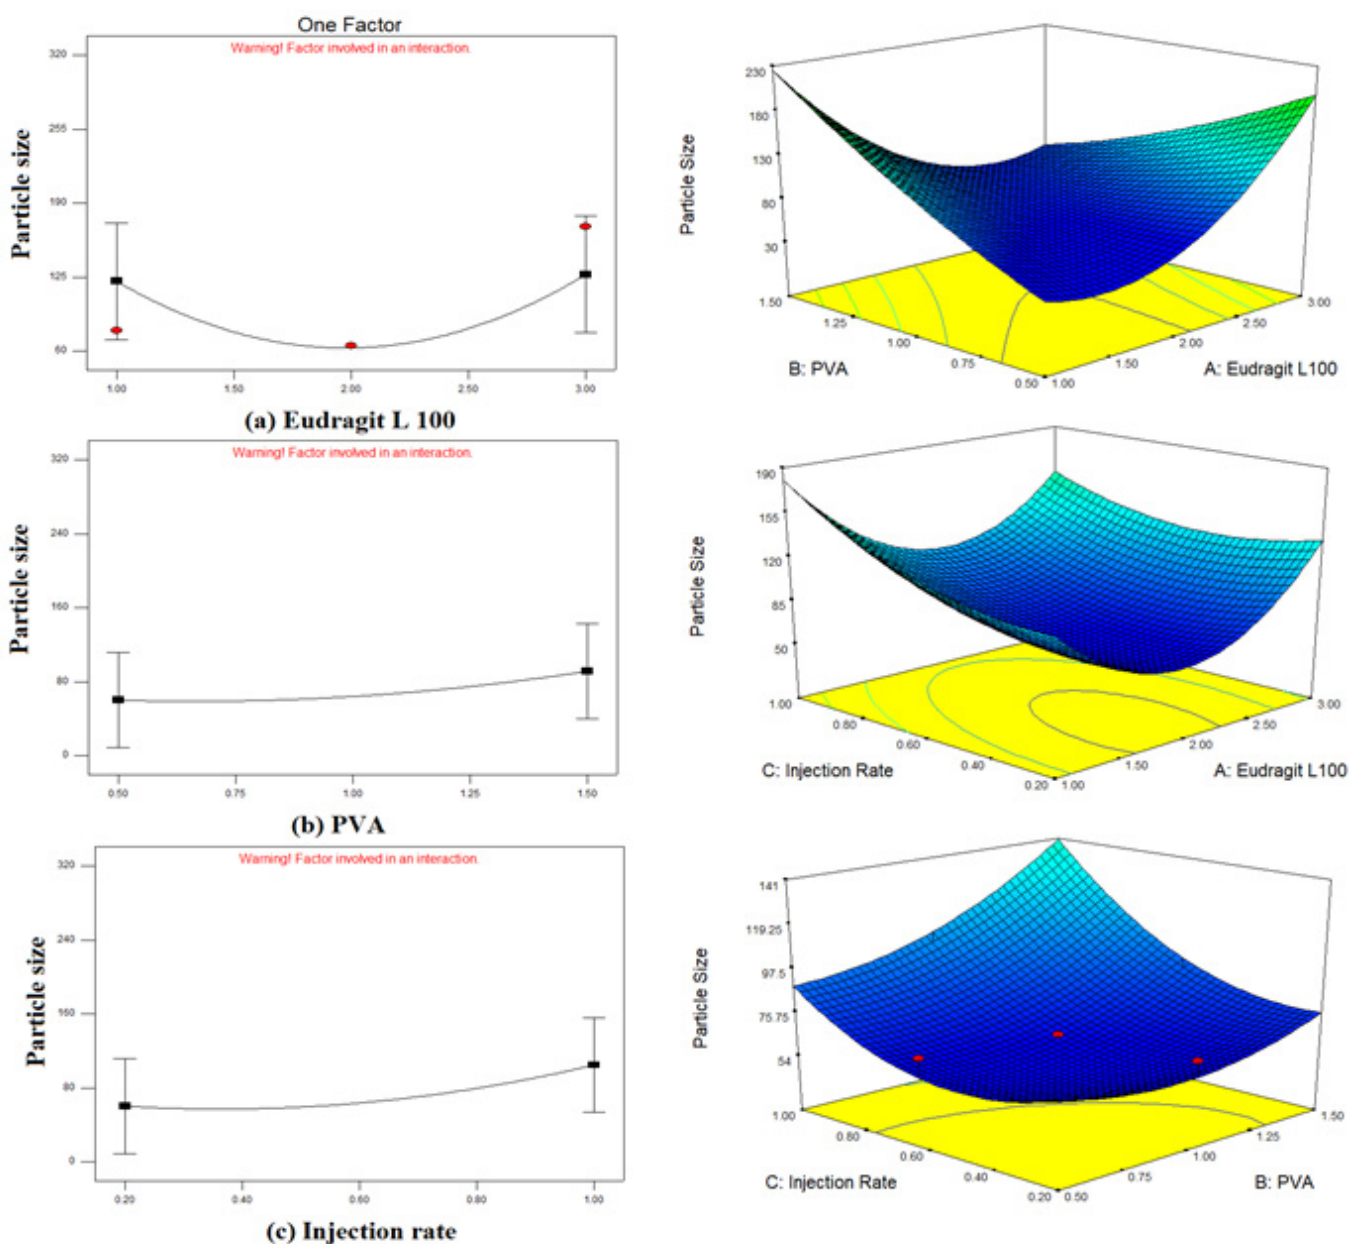 One Factor
Warning! Factor involved in an interaction.
320
255
190
125
60
Particle size
1.00 1.50 2.00 2.50 3.00
(a) Eudragit L 100
230
180
130
80
30
Particle Size
1.50 1.25 1.00 0.75 0.50
B: PVA
1.00 1.50 2.00 2.50 3.00
A: Eudragit L100
Warning! Factor involved in an interaction.
320
240
160
80
0
Particle size
0.50 0.75 1.00 1.25 1.50
(b) PVA
190
155
120
85
50
Particle Size
1.00 0.80 0.60 0.40 0.20
C: Injection Rate
1.00 1.50 2.00 2.50 3.00
A: Eudragit L100
Warning! Factor involved in an interaction.
320
240
160
80
0
Particle size
0.20 0.40 0.60 0.80 1.00
(c) Injection rate
141
119.25
97.5
75.75
54
Particle Size
1.00 0.80 0.60 0.40 0.20
C: Injection Rate
0.50 0.75 1.00 1.25 1.50
B: PVA